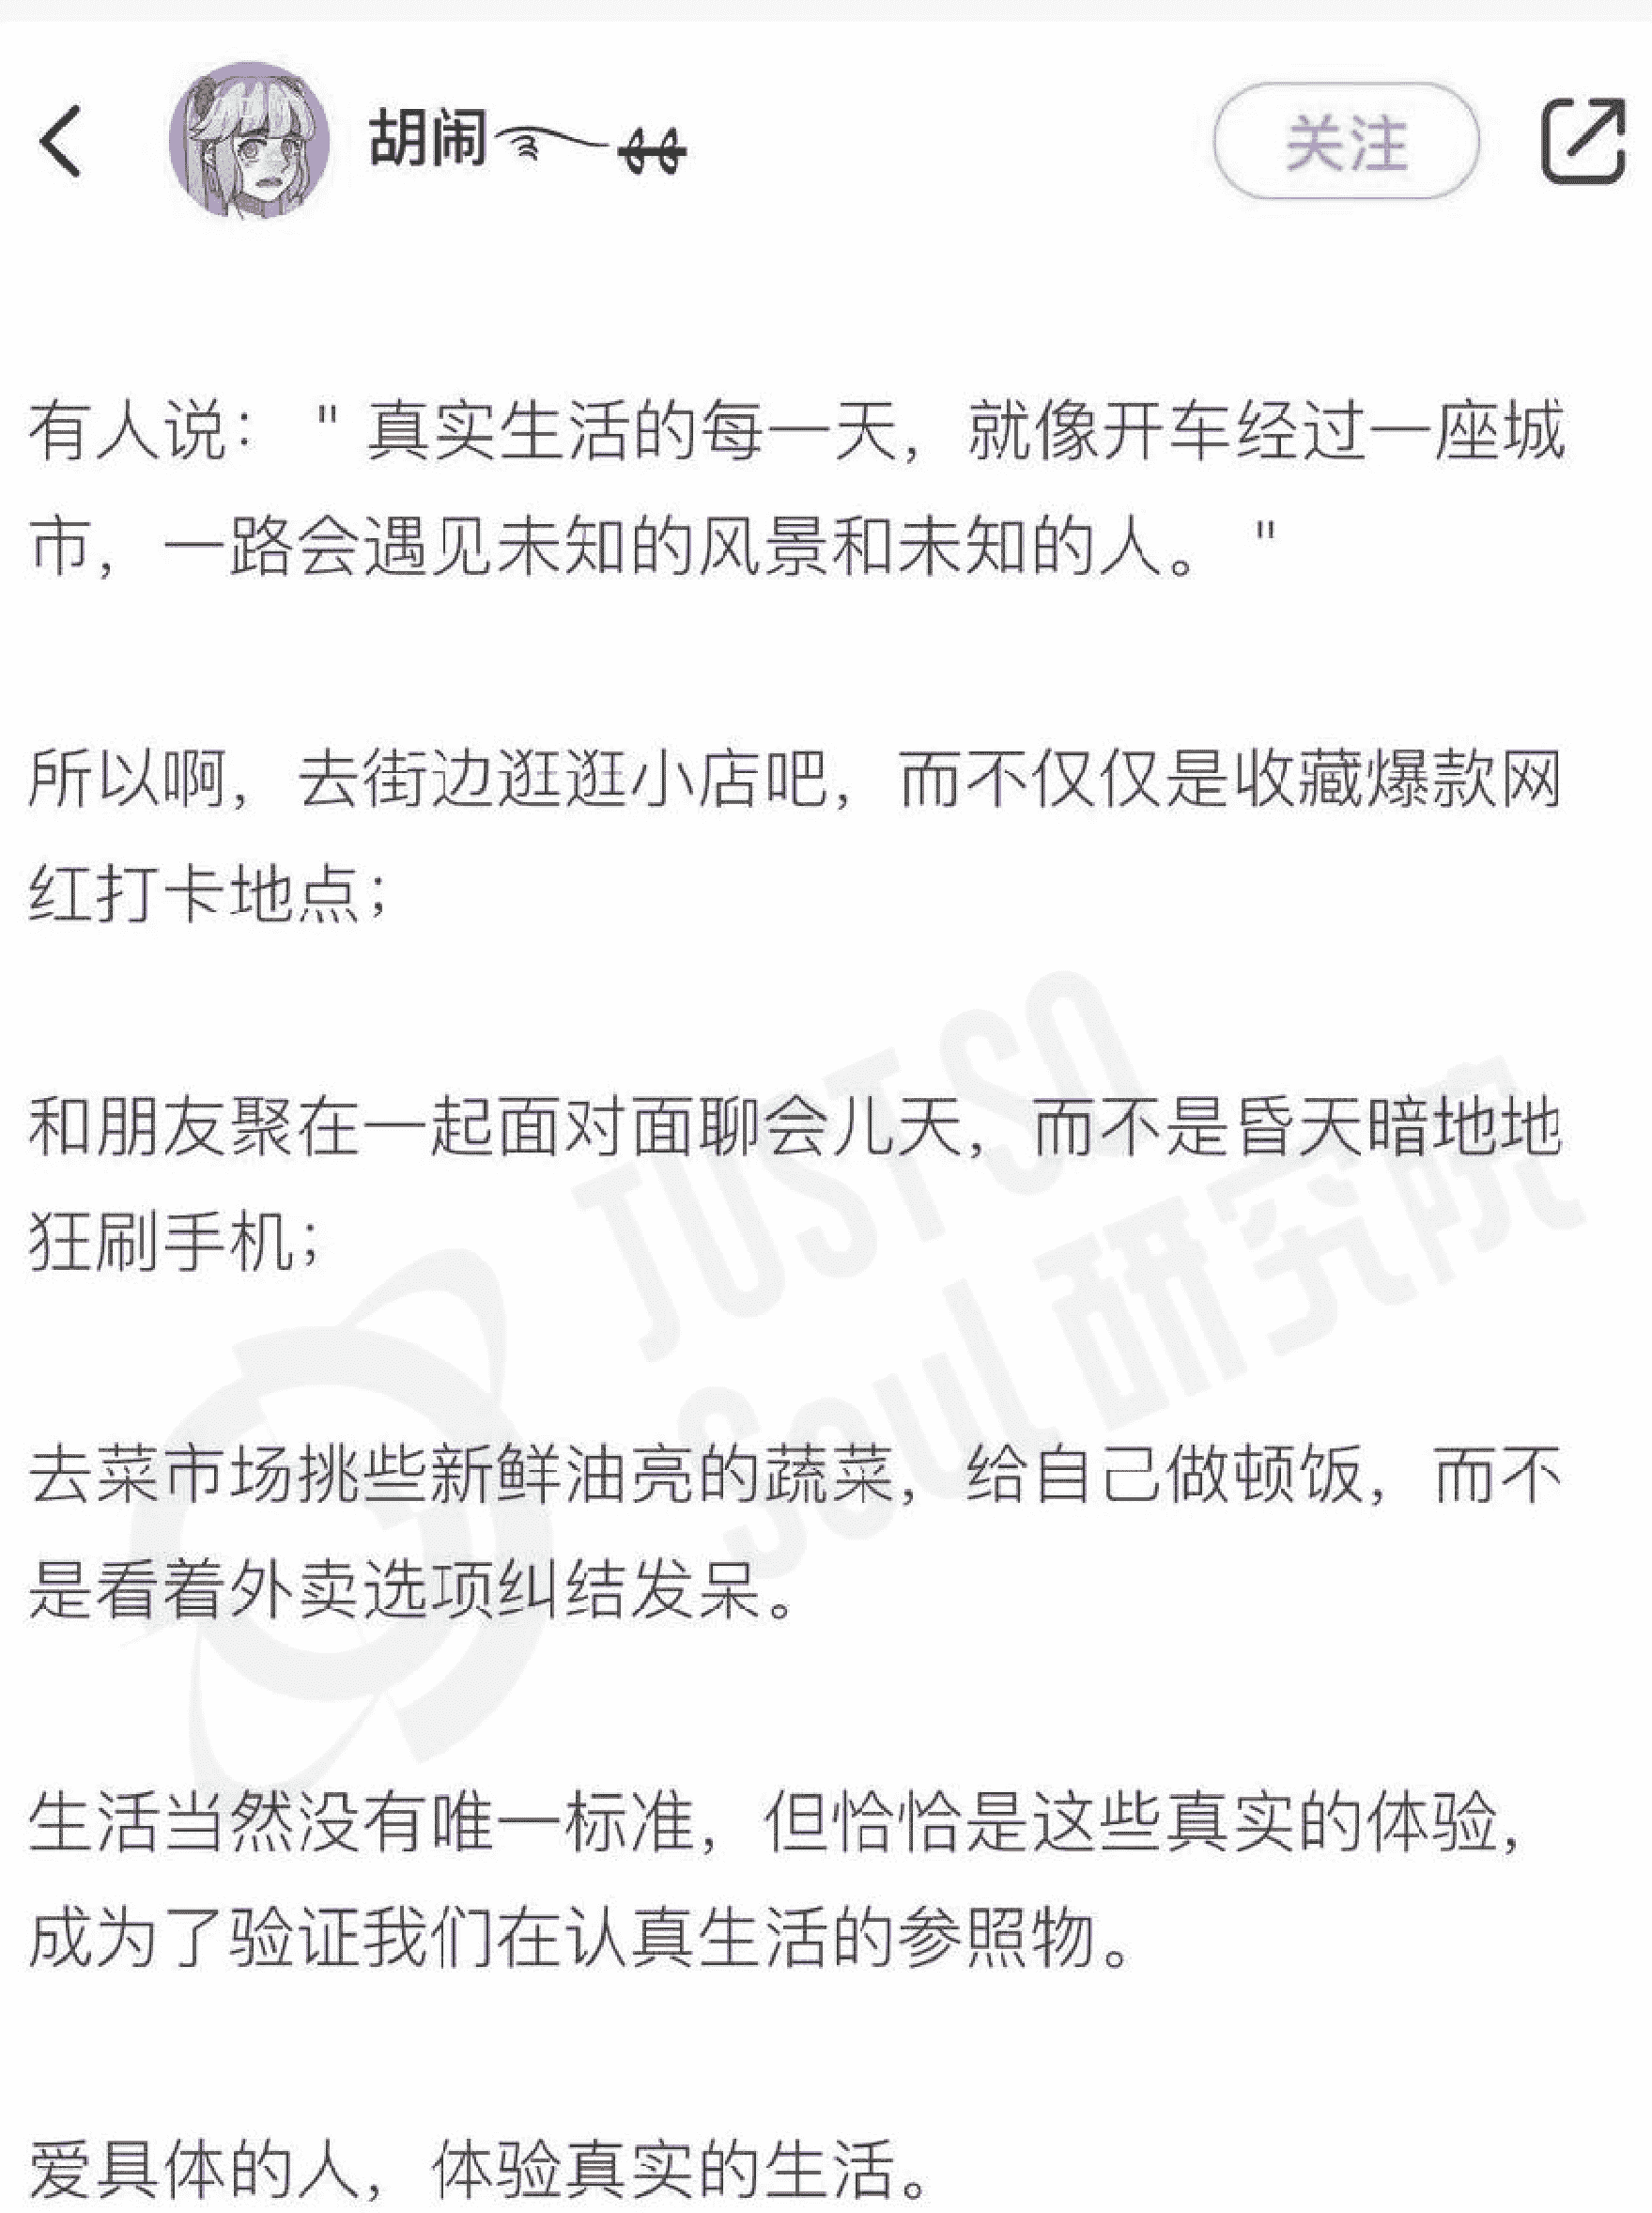 胡闹
关注
有人说： " 真实生活的每一天，就像开车经过一座城
市，一路会遇见未知的风景和未知的人。 "
所以啊，去街边逛逛小店吧，而不仅仅是收藏爆款网
红打卡地点；
和朋友聚在一起面对面聊会儿天，而不是昏天暗地地
狂刷手机；
去菜市场挑些新鲜油亮的蔬菜，给自己做顿饭，而不
是看着外卖选项纠结发呆。
生活当然没有唯一标准，但恰恰是这些真实的体验，
成为了验证我们在认真生活的参照物。
爱具体的人，体验真实的生活。
JUST SO
Soul 研究院